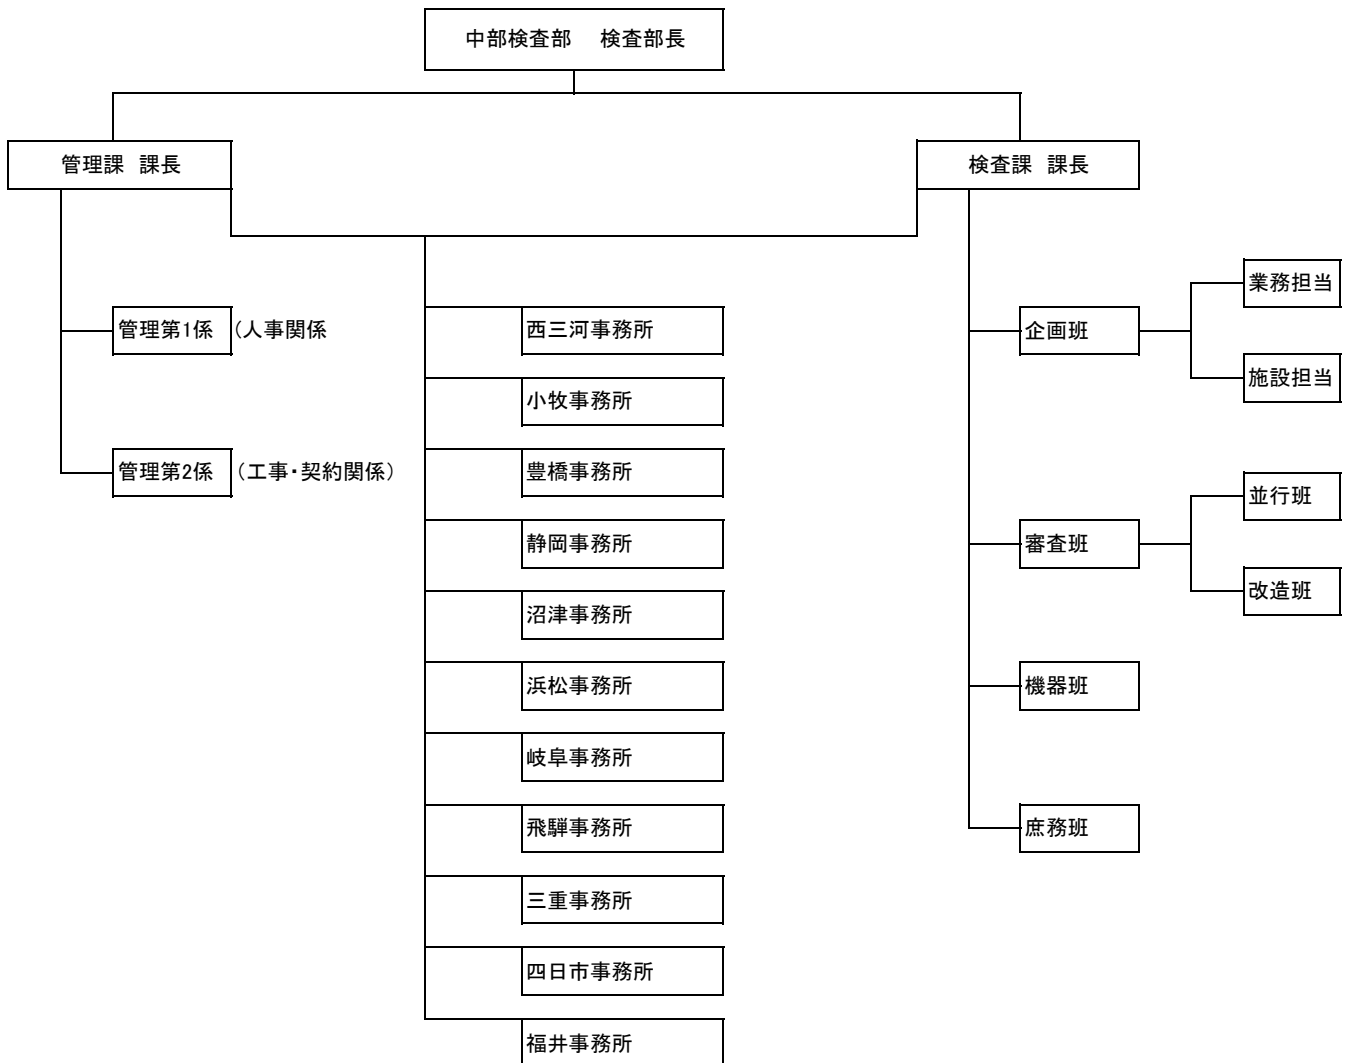 中部検査部　検査部長
管理課　課長
検査課　課長
管理第1係　(人事関係
管理第2係　(工事・契約関係)
西三河事務所
小牧事務所
豊橋事務所
静岡事務所
沼津事務所
浜松事務所
岐阜事務所
飛騨事務所
三重事務所
四日市事務所
福井事務所
企画班
業務担当
施設担当
審査班
並行班
改造班
機器班
庶務班